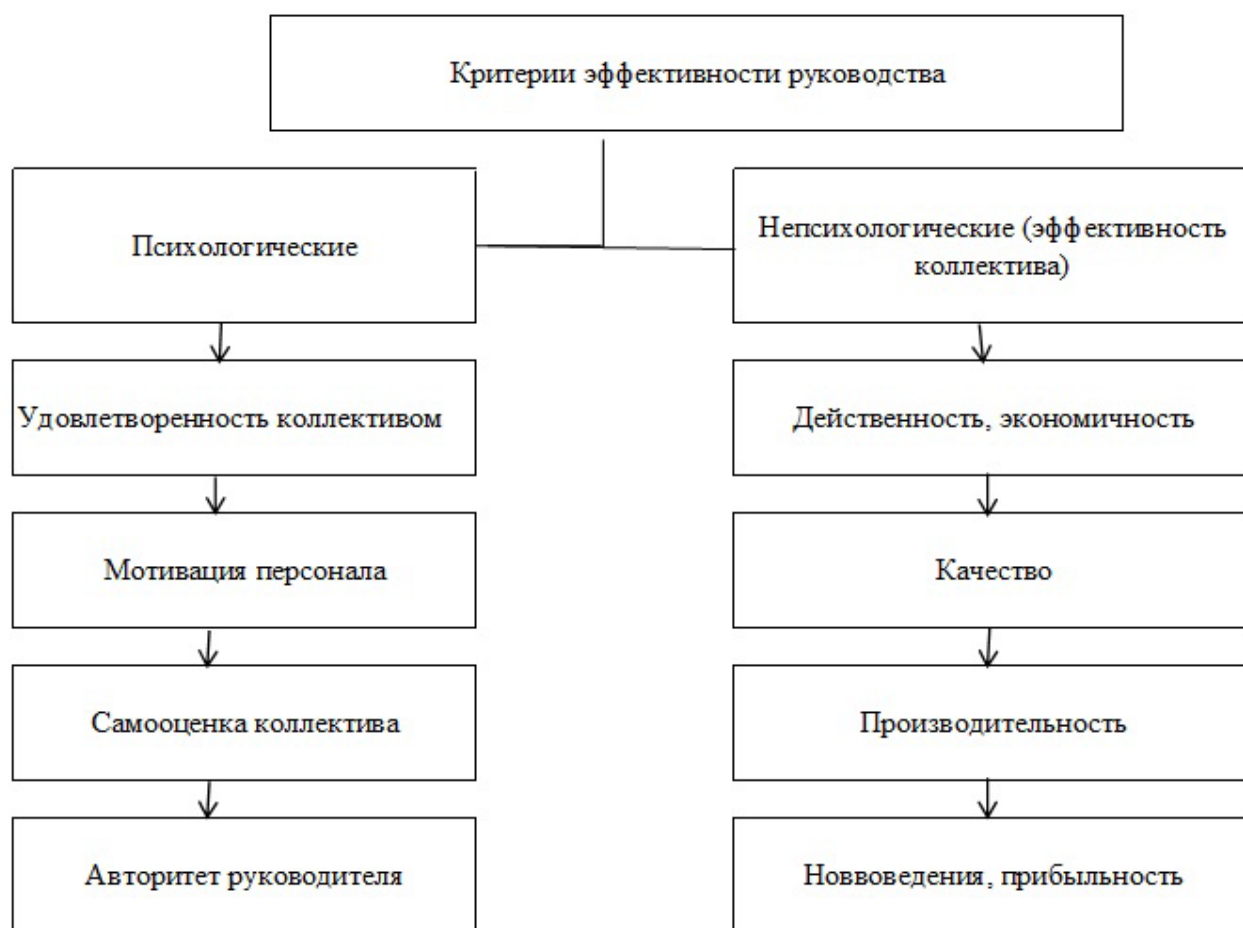 Критерии эффективности руководства
Психологические
Непсихологические (эффективность
коллектива)
Удовлетворенность коллективом
Действенность, экономичность
Мотивация персонала
Качество
Самооценка коллектива
Производительность
Авторитет руководителя
Новвоведения, прибыльность